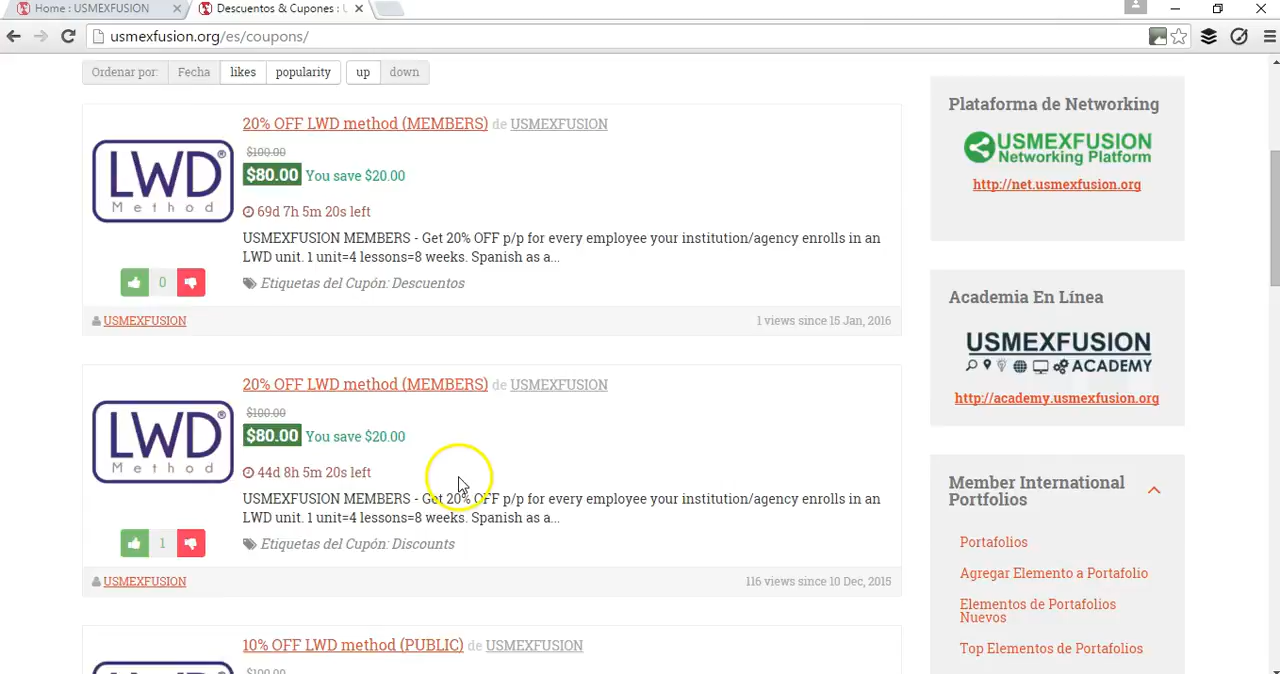 Home : USMEXFUSION
Descuentos & Cupones :
usmexfusion.org/es/coupons/
Ordenar por: Fecha likes popularity up down
LWD®
Method
20% OFF LWD method (MEMBERS) de USMEXFUSION
$100.00
$80.00 You save $20.00
69d 7h 5m 20s left
USMEXFUSION MEMBERS - Get 20% OFF p/p for every employee your institution/agency enrolls in an
LWD unit. 1 unit=4 lessons=8 weeks. Spanish as a...
0
Etiquetas del Cupón: Descuentos
USMEXFUSION
1 views since 15 Jan, 2016
LWD®
Method
20% OFF LWD method (MEMBERS) de USMEXFUSION
$100.00
$80.00 You save $20.00
44d 8h 5m 20s left
USMEXFUSION MEMBERS - Get 20% OFF p/p for every employee your institution/agency enrolls in an
LWD unit. 1 unit=4 lessons=8 weeks. Spanish as a...
1
Etiquetas del Cupón: Discounts
USMEXFUSION
116 views since 10 Dec, 2015
10% OFF LWD method (PUBLIC) de USMEXFUSION
Plataforma de Networking
USMEXFUSION
Networking Platform
http://net.usmexfusion.org
Academia En Línea
USMEXFUSION
ACADEMY
http://academy.usmexfusion.org
Member International
Portfolios
Portafolios
Agregar Elemento a Portafolio
Elementos de Portafolios
Nuevos
Top Elementos de Portafolios